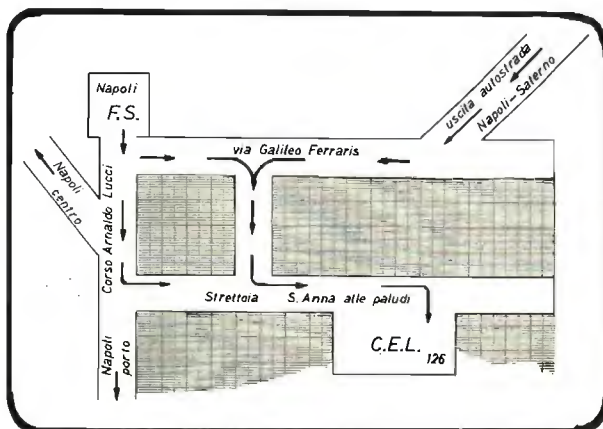 Napoli
F.S.
uscita autostrada
Napoli-Salerno
via Galileo Ferraris
Napoli
centro
Corso Arnaldo Lucci
Strettoia S. Anna alle paludi
C.E.L. 126
Napoli
porto